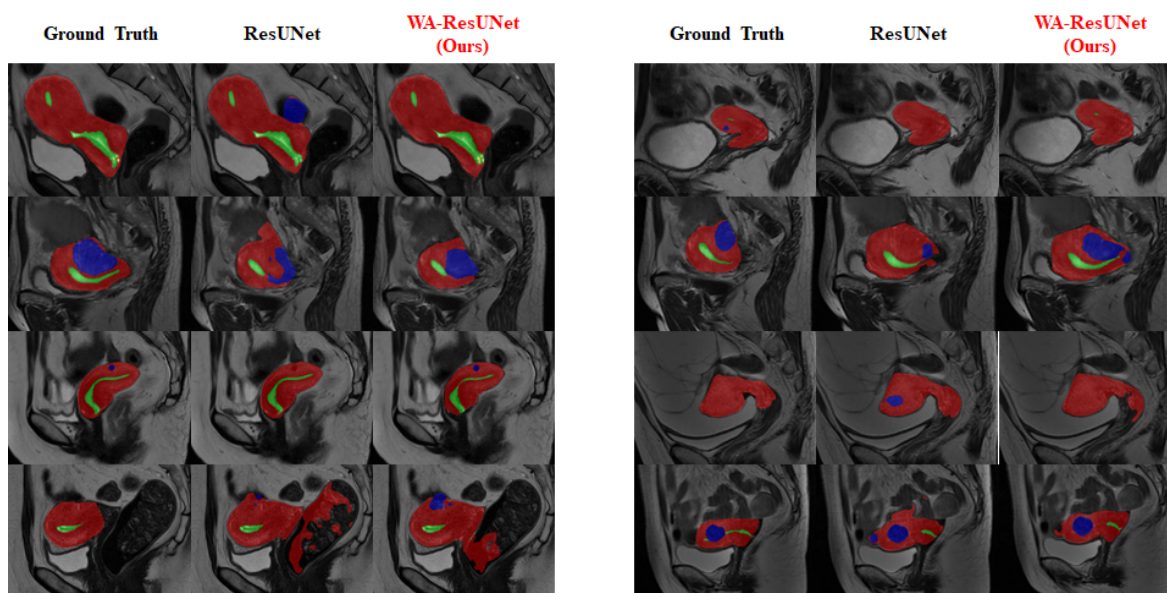 Ground Truth
ResUNet
WA-ResUNet
(Ours)
Ground Truth
ResUNet
WA-ResUNet
(Ours)